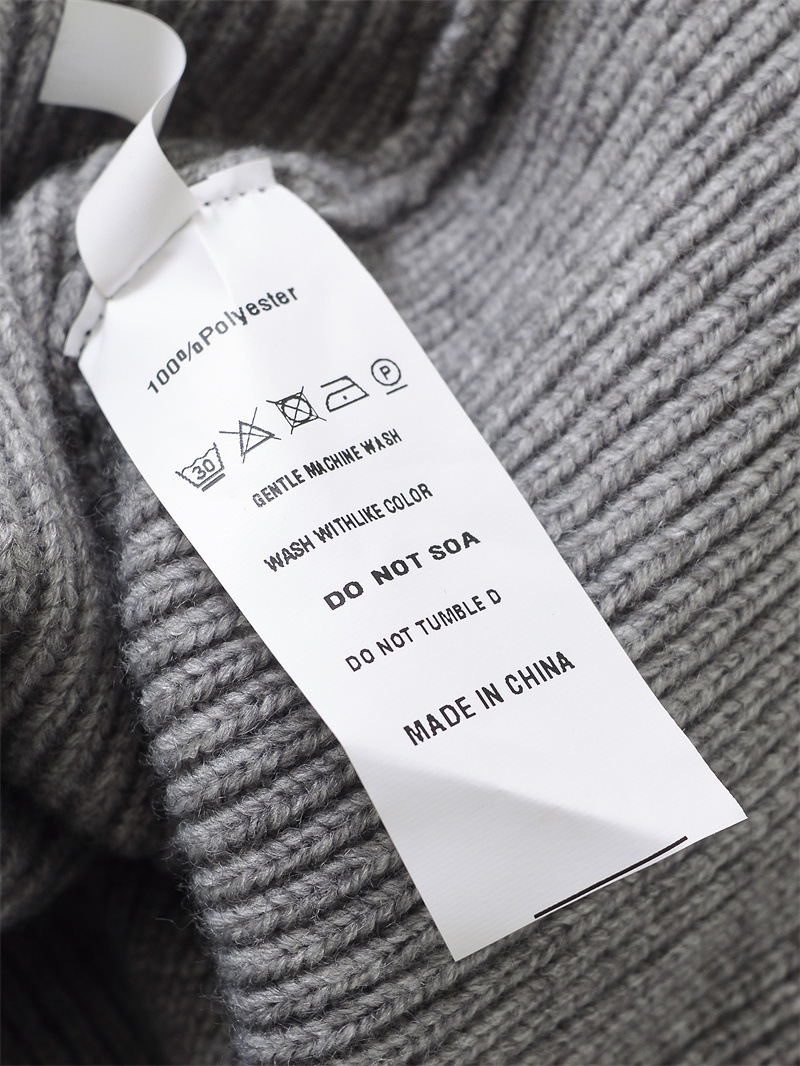 100%Polyester
30 P
GENTLE MACHINE WASH
WASH WITHLIKE COLOR
DO NOT SOA
DO NOT TUMBLE D
MADE IN CHINA